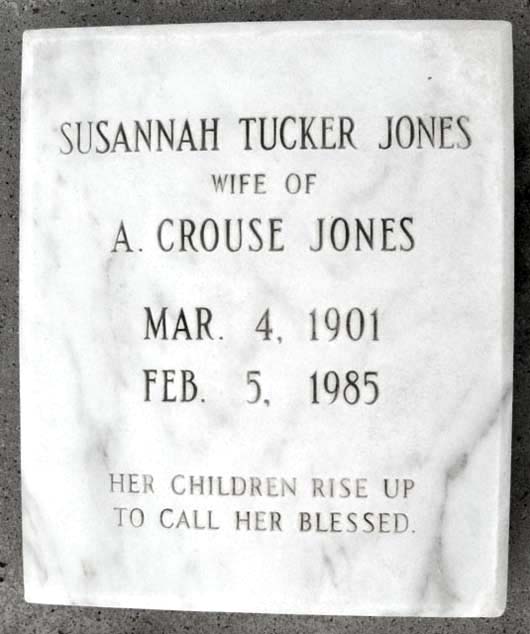 SUSANNAH TUCKER JONES
WIFE OF
A. CROUSE JONES
MAR. 4, 1901
FEB. 5, 1985
HER CHILDREN RISE UP
TO CALL HER BLESSED.